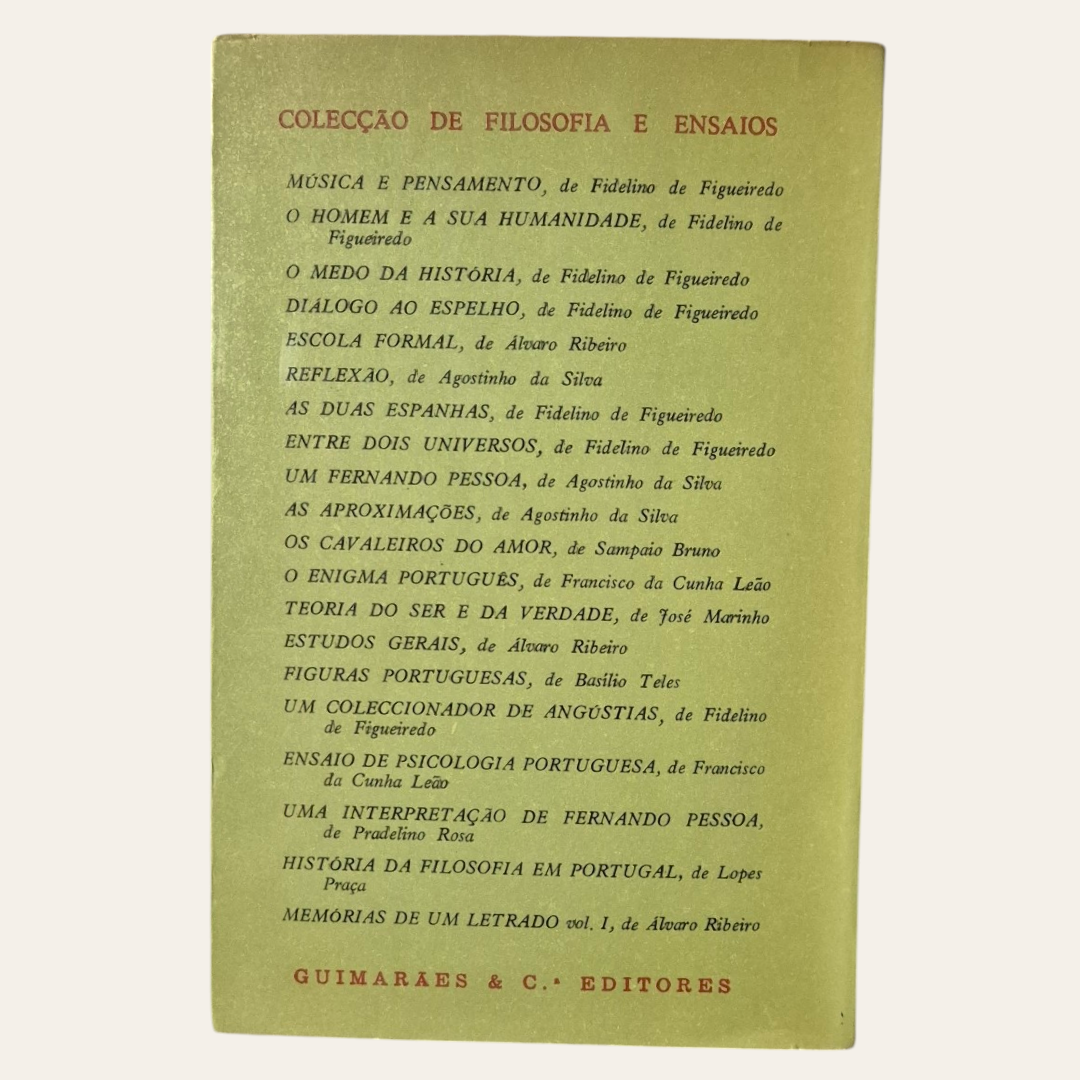 COLECÇÃO DE FILOSOFIA E ENSAIOS
MÚSICA E PENSAMENTO, de Fidelino de Figueiredo
O HOMEM E A SUA HUMANIDADE, de Fidelino de
Figueiredo
O MEDO DA HISTÓRIA, de Fidelino de Figueiredo
DIÁLOGO AO ESPELHO, de Fidelino de Figueiredo
ESCOLA FORMAL, de Álvaro Ribeiro
REFLEXÃO, de Agostinho da Silva
AS DUAS ESPANHAS, de Fidelino de Figueiredo
ENTRE DOIS UNIVERSOS, de Fidelino de Figueiredo
UM FERNANDO PESSOA, de Agostinho da Silva
AS APROXIMAÇÕES, de Agostinho da Silva
OS CAVALEIROS DO AMOR, de Sampaio Bruno
O ENIGMA PORTUGUÊS, de Francisco da Cunha Leão
TEORIA DO SER E DA VERDADE, de José Marinho
ESTUDOS GERAIS, de Álvaro Ribeiro
FIGURAS PORTUGUESAS, de Basílio Teles
UM COLECCIONADOR DE ANGÚSTIAS, de Fidelino
de Figueiredo
ENSAIO DE PSICOLOGIA PORTUGUESA, de Francisco
da Cunha Leão
UMA INTERPRETAÇÃO DE FERNANDO PESSOA,
de Pradelino Rosa
HISTÓRIA DA FILOSOFIA EM PORTUGAL, de Lopes
Praça
MEMÓRIAS DE UM LETRADO vol. I, de Álvaro Ribeiro
GUIMARÃES & C.ª EDITORES